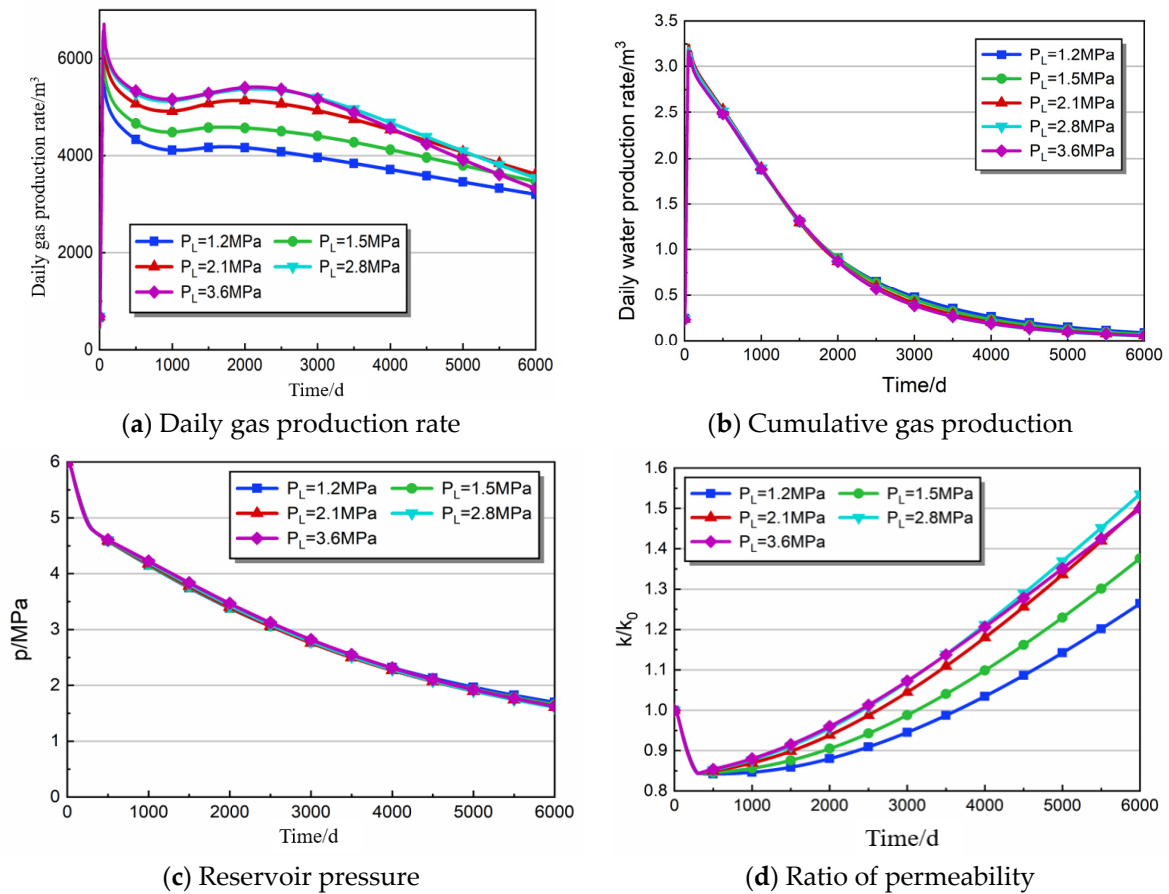 Daily gas production rate/m³
6000
4000
2000
0
P_L=1.2MPa P_L=1.5MPa
P_L=2.1MPa P_L=2.8MPa
P_L=3.6MPa
0 1000 2000 3000 4000 5000 6000
Time/d
(a) Daily gas production rate
Daily water production rate/m³
3.5
3.0
2.5
2.0
1.5
1.0
0.5
0.0
P_L=1.2MPa
P_L=1.5MPa
P_L=2.1MPa
P_L=2.8MPa
P_L=3.6MPa
0 1000 2000 3000 4000 5000 6000
Time/d
(b) Cumulative gas production
p/MPa
6
5
4
3
2
1
0
P_L=1.2MPa P_L=1.5MPa
P_L=2.1MPa P_L=2.8MPa
P_L=3.6MPa
0 1000 2000 3000 4000 5000 6000
Time/d
(c) Reservoir pressure
k/k₀
1.6
1.5
1.4
1.3
1.2
1.1
1.0
0.9
0.8
P_L=1.2MPa P_L=1.5MPa
P_L=2.1MPa P_L=2.8MPa
P_L=3.6MPa
0 1000 2000 3000 4000 5000 6000
Time/d
(d) Ratio of permeability